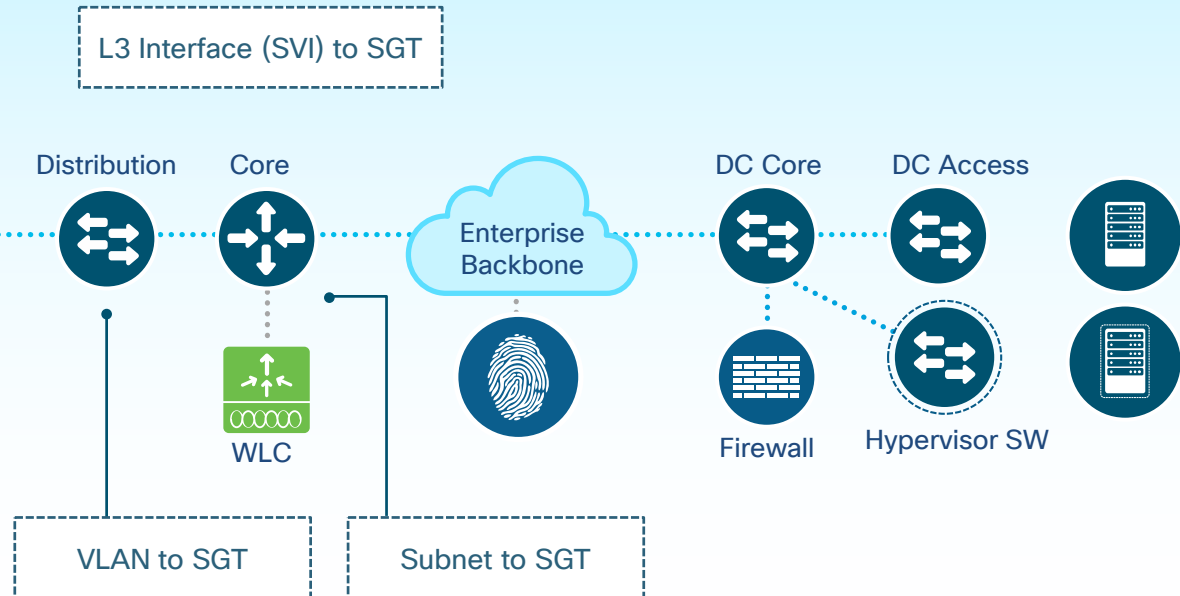 L3 Interface (SVI) to SGT
Distribution
Core
DC Core
DC Access
Enterprise
Backbone
WLC
Firewall
Hypervisor SW
VLAN to SGT
Subnet to SGT